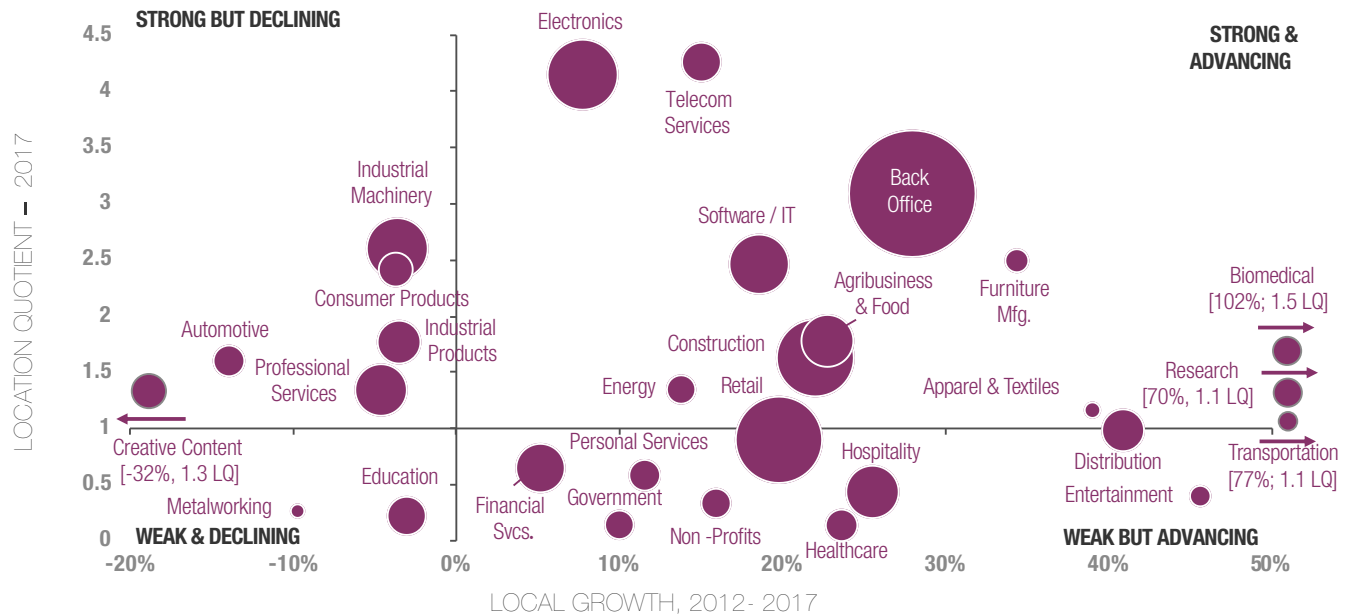 STRONG BUT DECLINING
Electronics
STRONG &
ADVANCING
4.5
4
3.5
3
2.5
2
1.5
1
0.5
0
LOCATION QUOTIENT – 2017
Telecom
Services
Industrial
Machinery
Back
Office
Software / IT
Consumer Products
Agribusiness
& Food
Furniture
Mfg.
Biomedical
[102%; 1.5 LQ]
Automotive
Industrial
Products
Construction
Professional
Services
Energy
Retail
Apparel & Textiles
Research
[70%, 1.1 LQ]
Creative Content
[-32%, 1.3 LQ]
Personal Services
Hospitality
Distribution
Transportation
[77%; 1.1 LQ]
Metalworking
Education
Financial
Svcs.
Government
Non -Profits
Healthcare
Entertainment
WEAK & DECLINING
WEAK BUT ADVANCING
-20%
-10%
0%
10%
20%
30%
40%
50%
LOCAL GROWTH, 2012- 2017